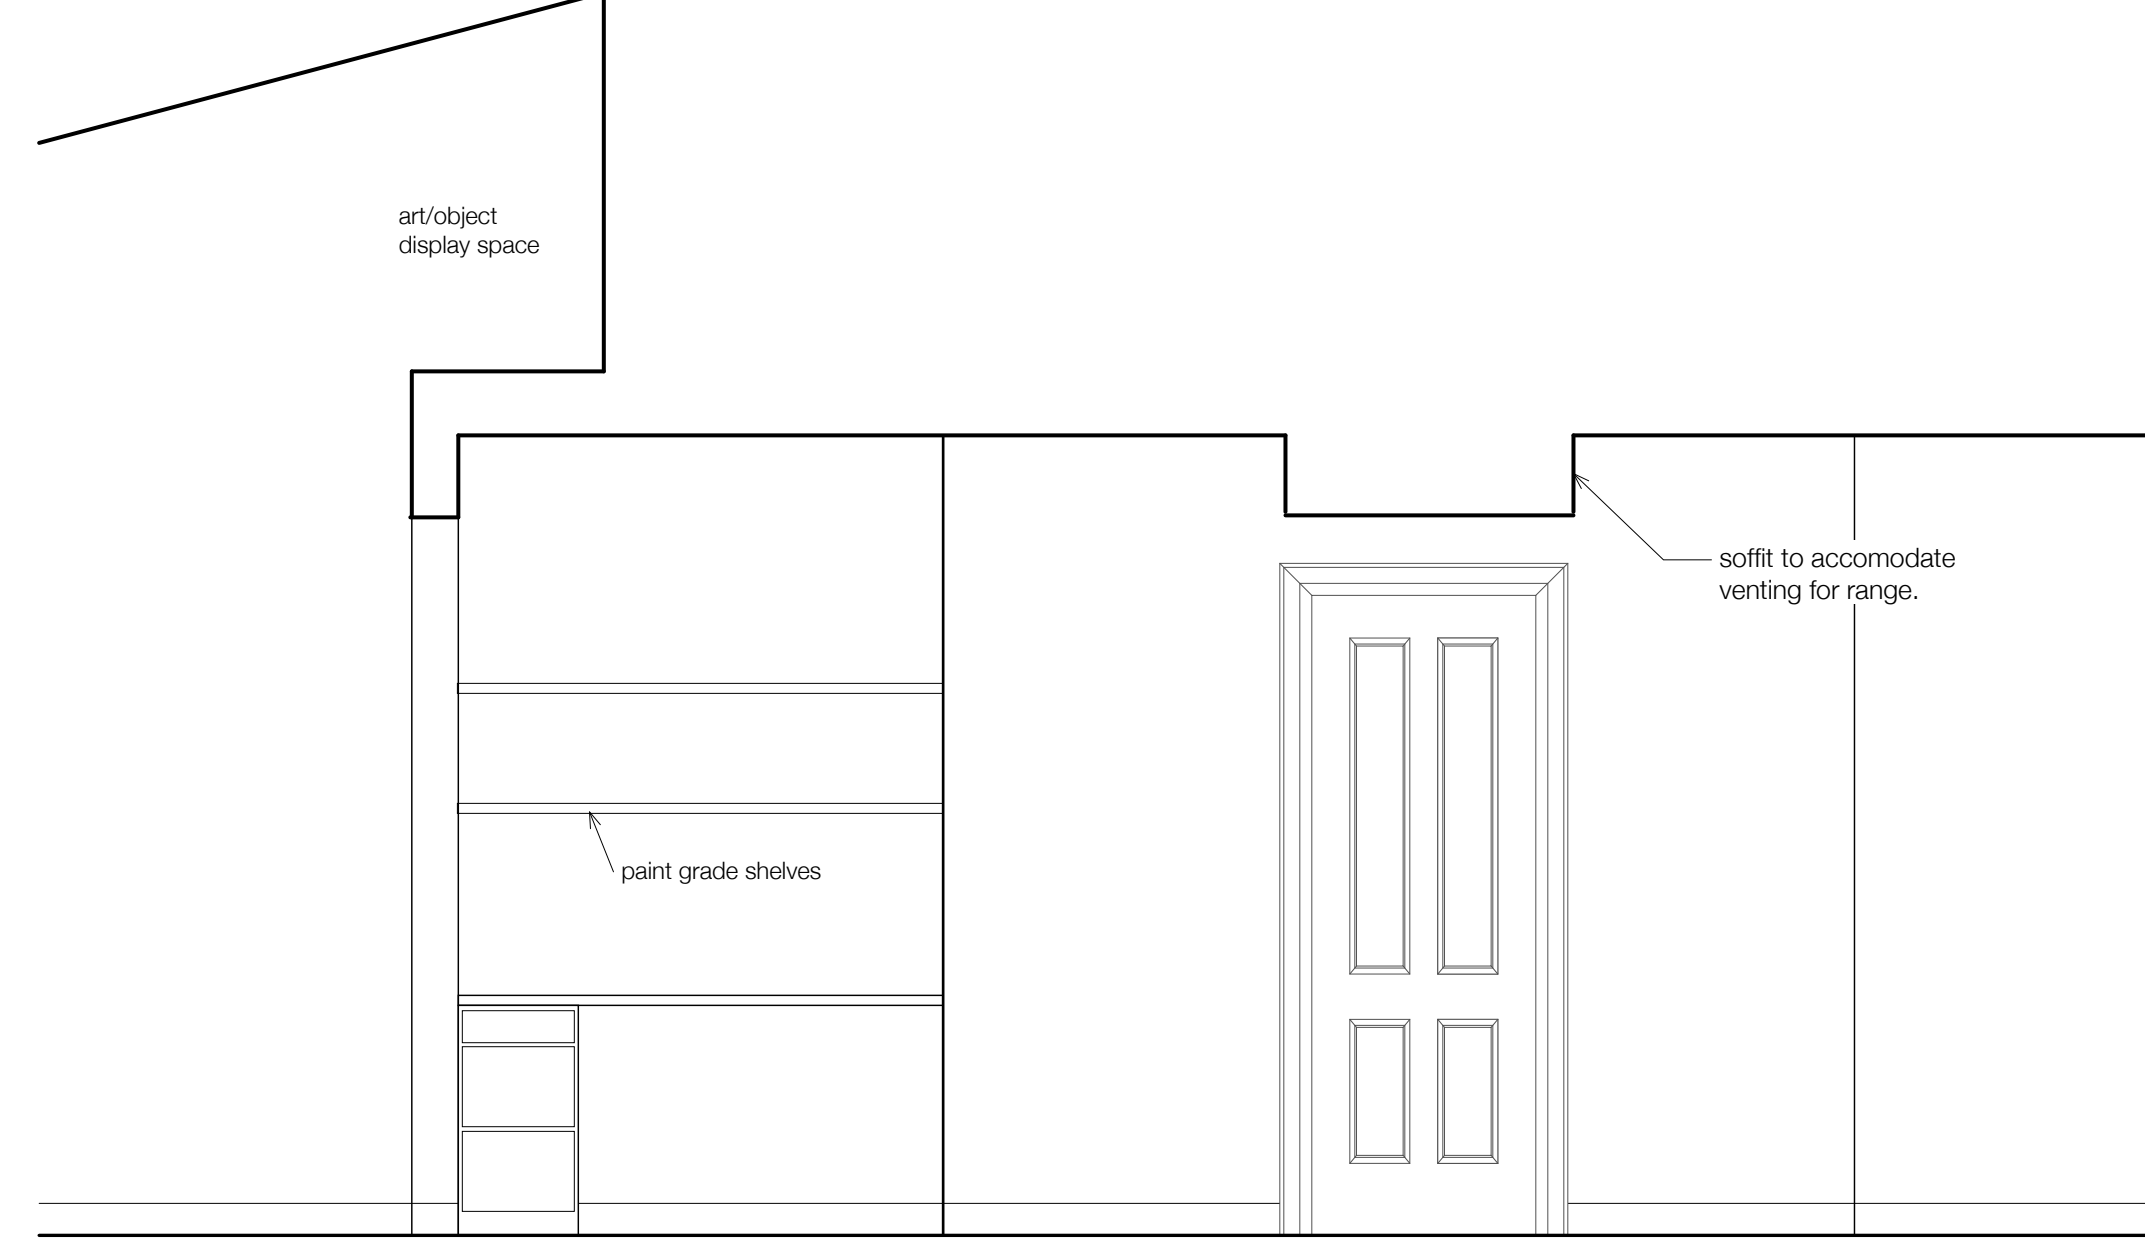 art/object
display space
soffit to accomodate
venting for range.
paint grade shelves